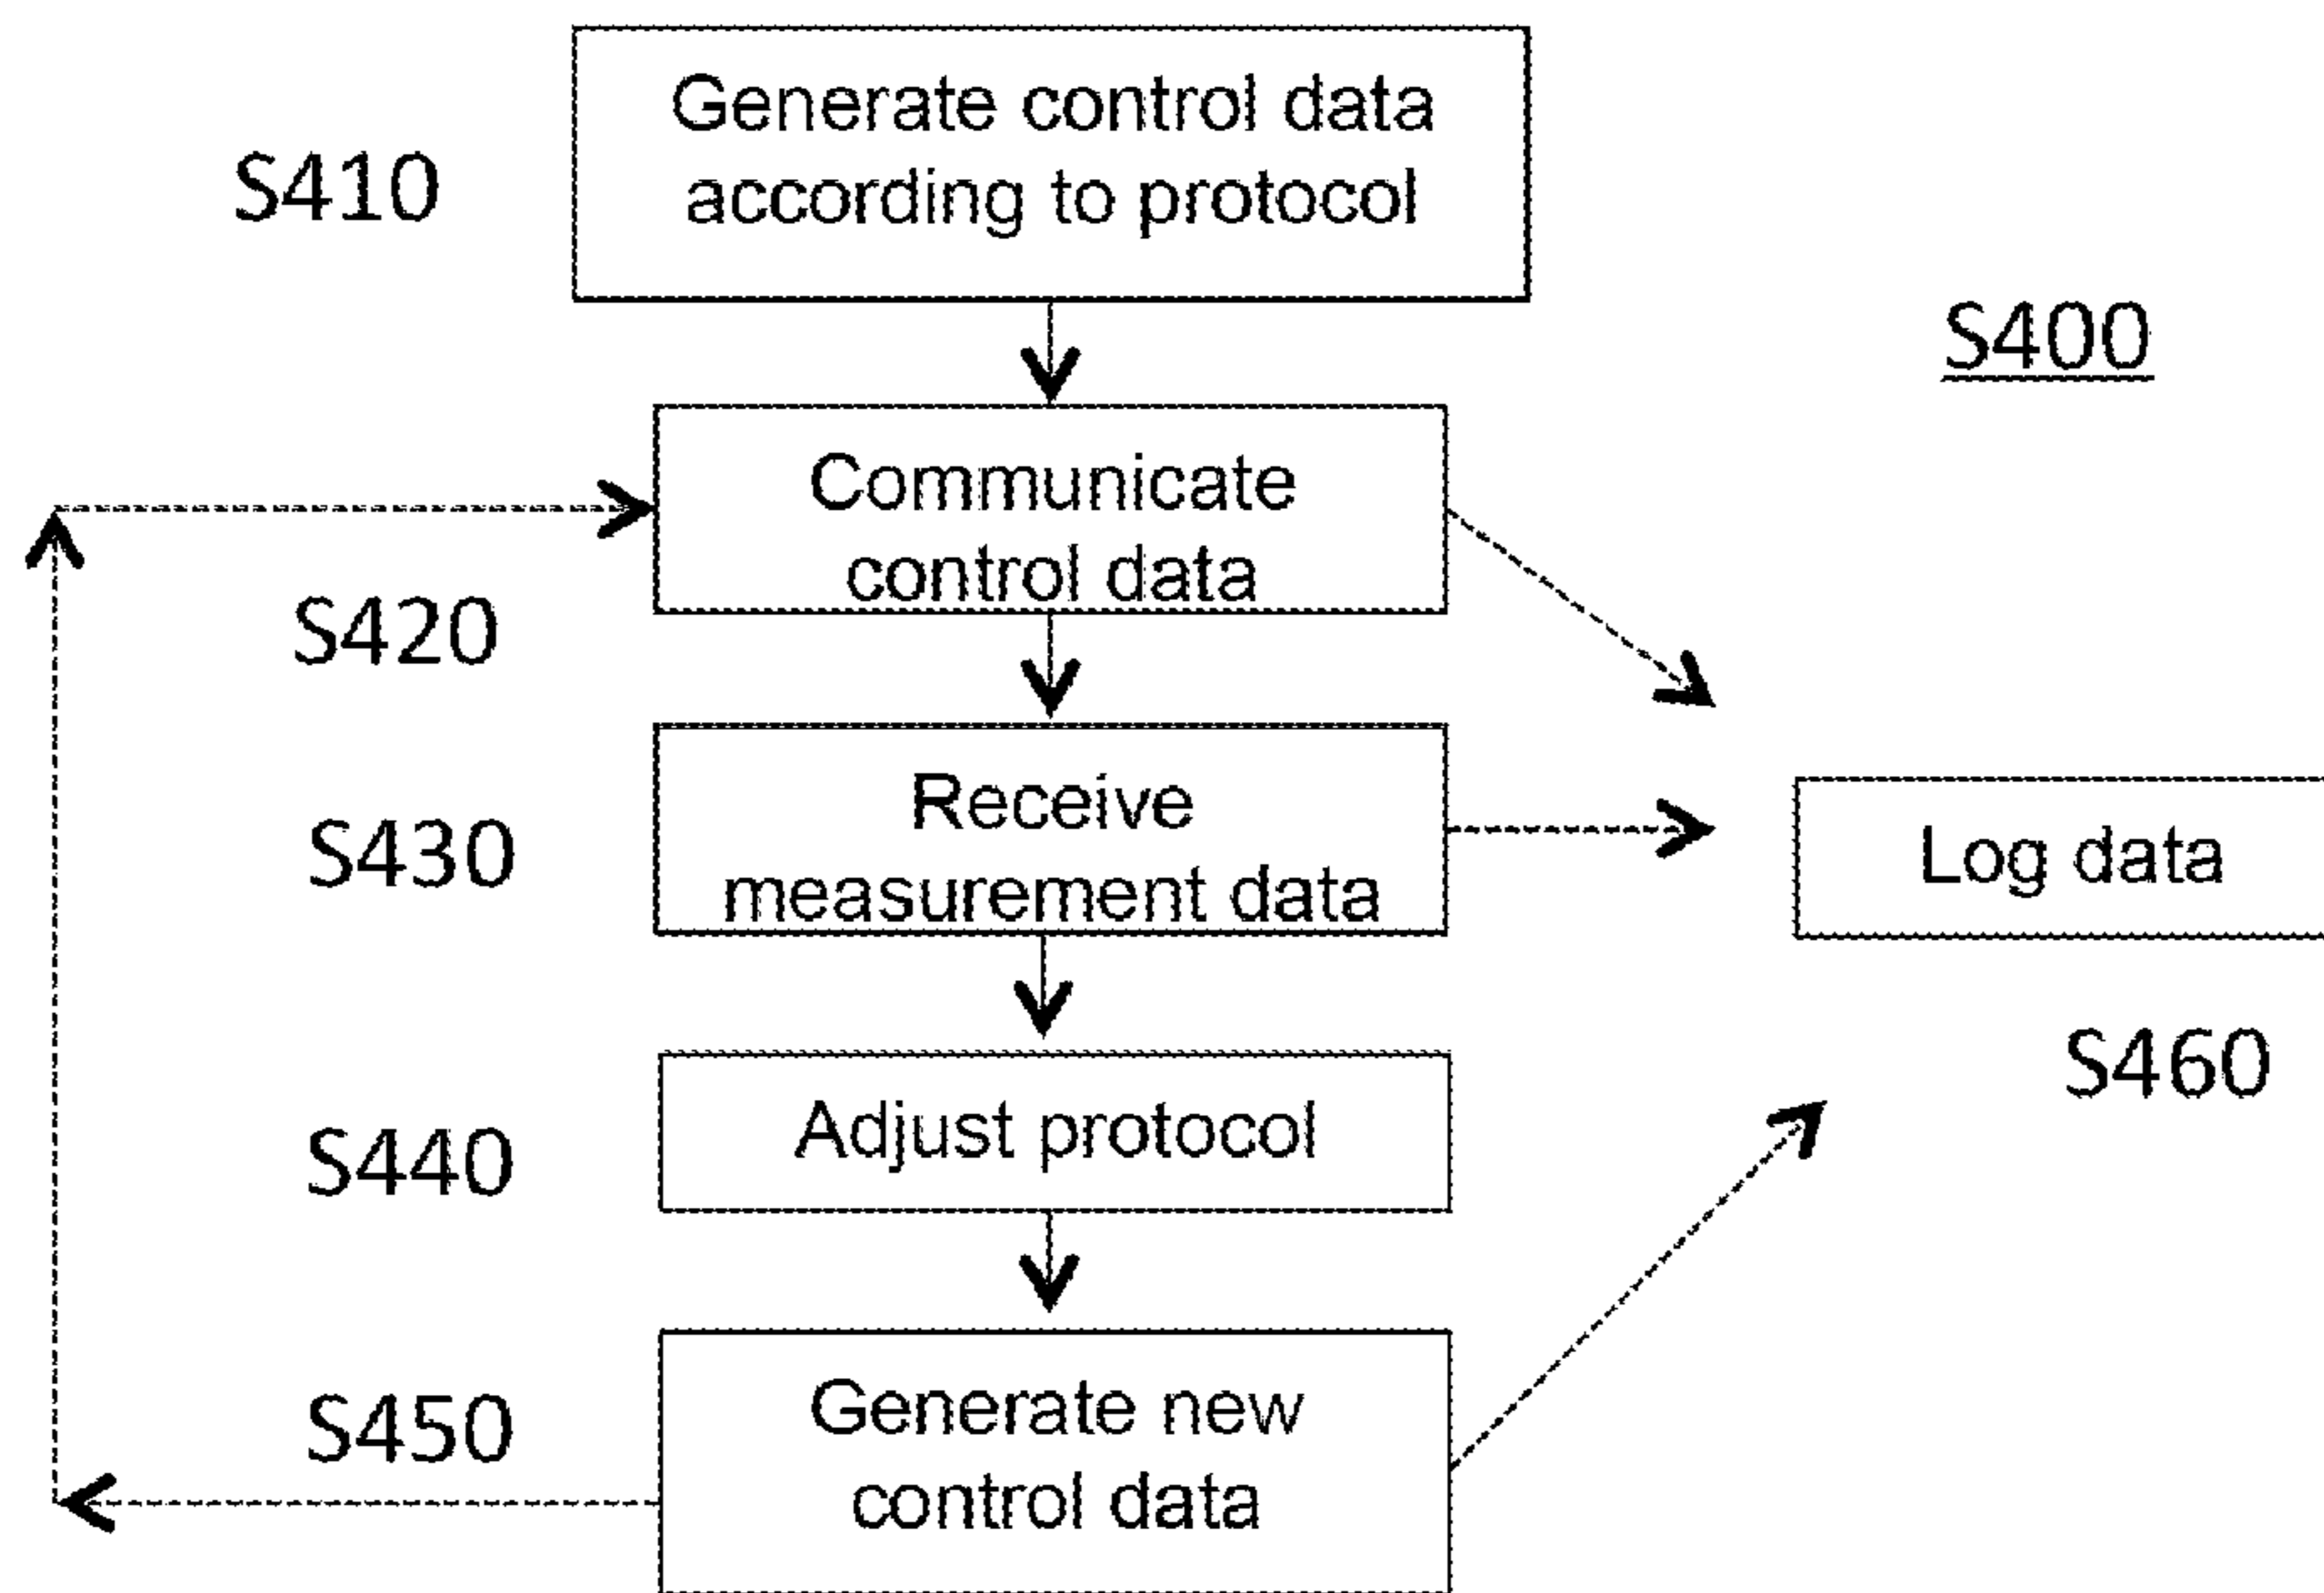 Generate control data
according to protocol
S410
S400
Communicate
control data
S420
Receive
measurement data
S430
Log data
S460
Adjust protocol
S440
Generate new
control data
S450